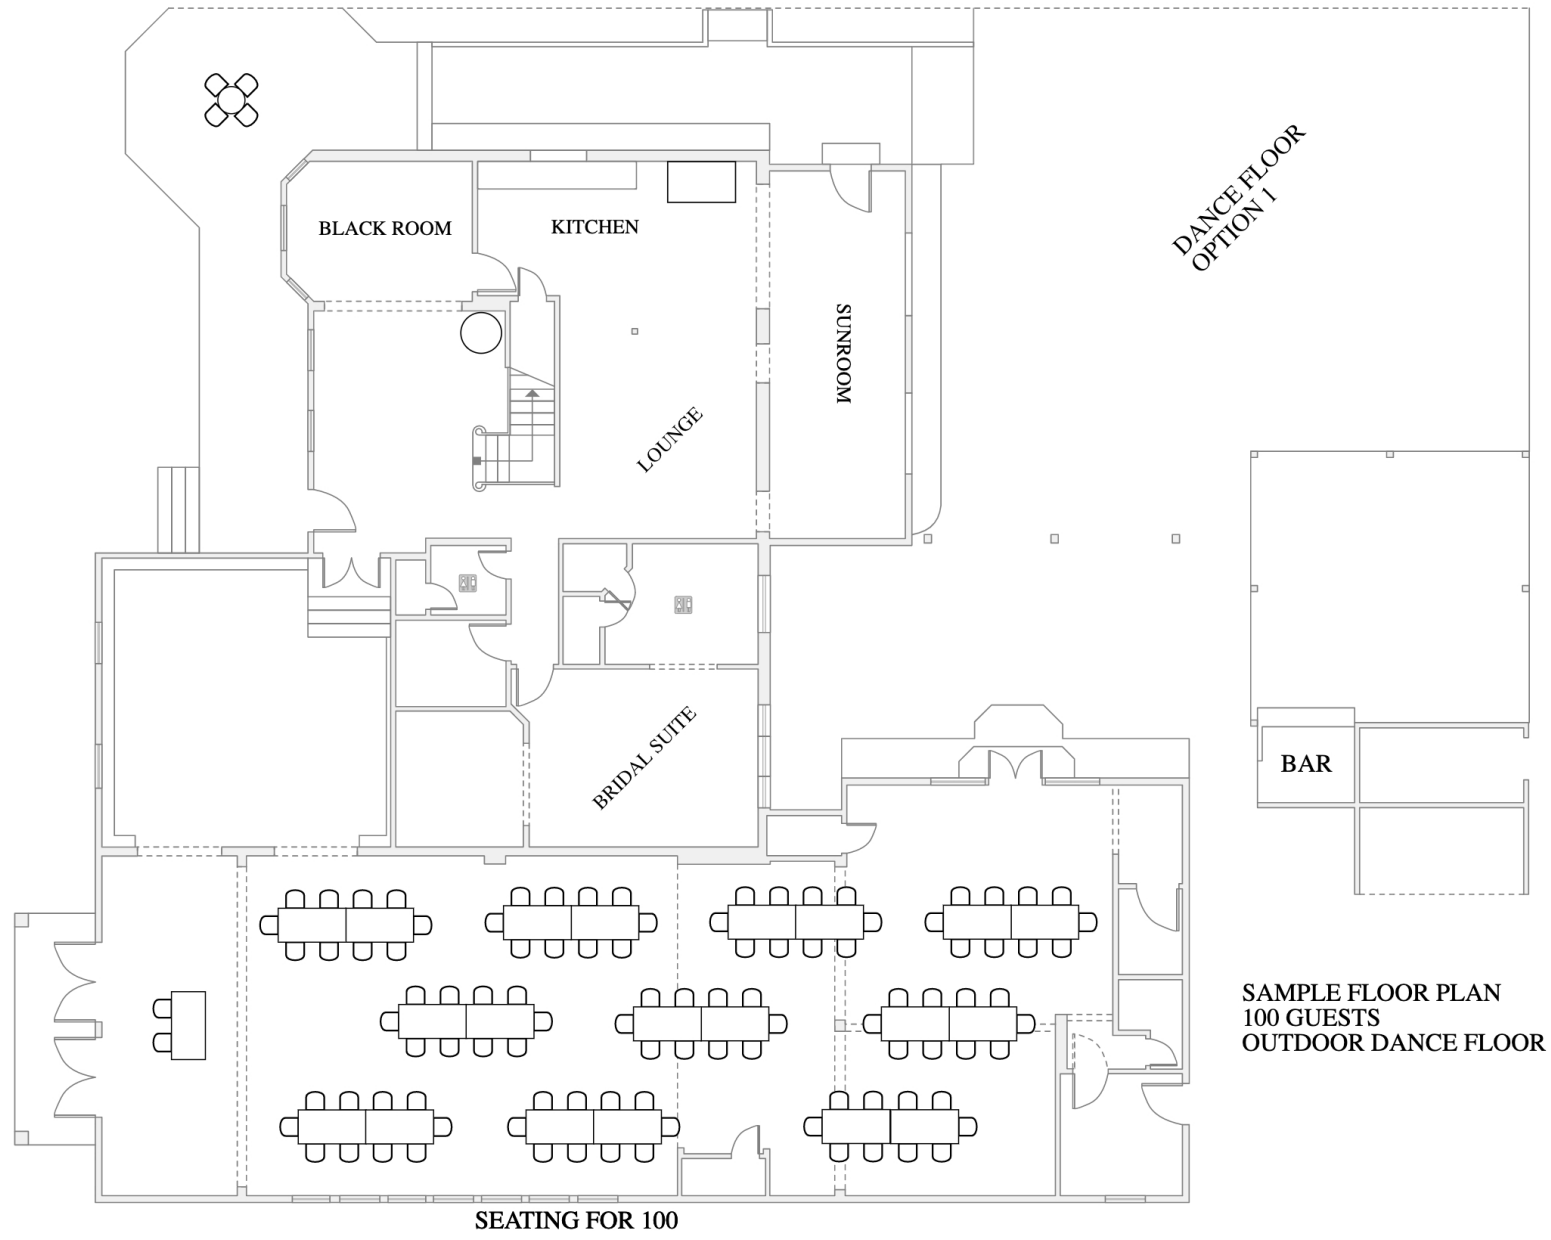 DANCE FLOOR
OPTION 1
BLACK ROOM
KITCHEN
SUNROOM
LOUNGE
BRIDAL SUITE
BAR
SAMPLE FLOOR PLAN
100 GUESTS
OUTDOOR DANCE FLOOR
SEATING FOR 100